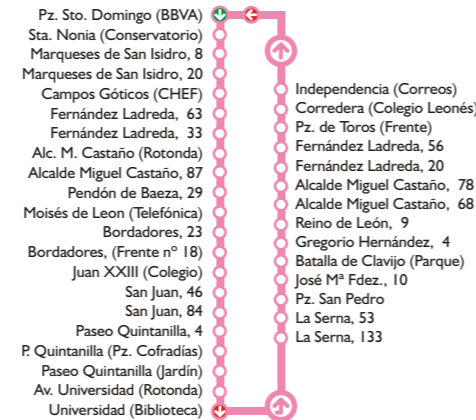 Pz. Sto. Domingo (BBVA)
Sta. Nonia (Conservatorio)
Marqueses de San Isidro, 8
Marqueses de San Isidro, 20
Campos Góticos (CHEF)
Fernández Ladreda, 63
Fernández Ladreda, 33
Alc. M. Castaño (Rotonda)
Alcalde Miguel Castaño, 87
Pendón de Baeza, 29
Moisés de Leon (Telefónica)
Bordadores, 23
Bordadores, (Frente nº 18)
Juan XXIII (Colegio)
San Juan, 46
San Juan, 84
Paseo Quintanilla, 4
P. Quintanilla (Pz. Cofradías)
Paseo Quintanilla (Jardín)
Av. Universidad (Rotonda)
Universidad (Biblioteca)
Independencia (Correos)
Corredera (Colegio Leonés)
Pz. de Toros (Frente)
Fernández Ladreda, 56
Fernández Ladreda, 20
Alcalde Miguel Castaño, 78
Alcalde Miguel Castaño, 68
Reino de León, 9
Gregorio Hernández, 4
Batalla de Clavijo (Parque)
José Mª Fdez., 10
Pz. San Pedro
La Serna, 53
La Serna, 133